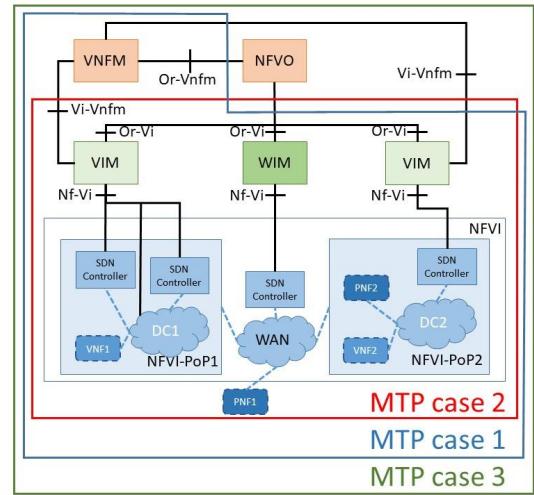 VNFM
NFVO
Or-Vnfm
Vi-Vnfm
Vi-Vnfm
Or-Vi
Or-Vi
Or-Vi
VIM
WIM
VIM
Nf-Vi
Nf-Vi
Nf-Vi
NFVI
SDN
Controller
SDN
Controller
SDN
Controller
SDN
Controller
PNF2
DC1
DC2
WAN
VNF1
VNF2
NFVI-PoP1
NFVI-PoP2
PNF1
MTP case 2
MTP case 1
MTP case 3